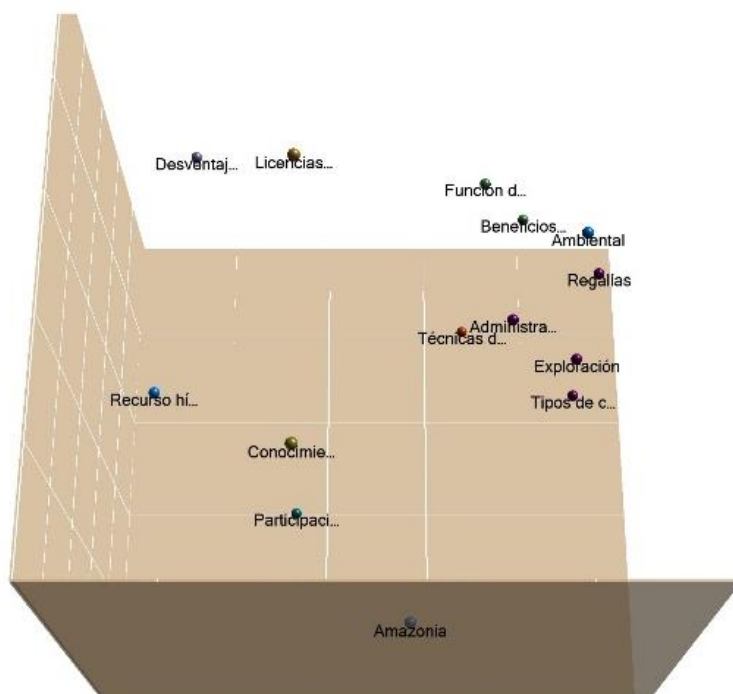 Desventaj...
Licencias...
Función d...
Beneficios...
Ambiental
Regalías
Administra...
Técnicas d...
Exploración
Tipos de c...
Recurso hí...
Conocimie...
Participaci...
Amazonia